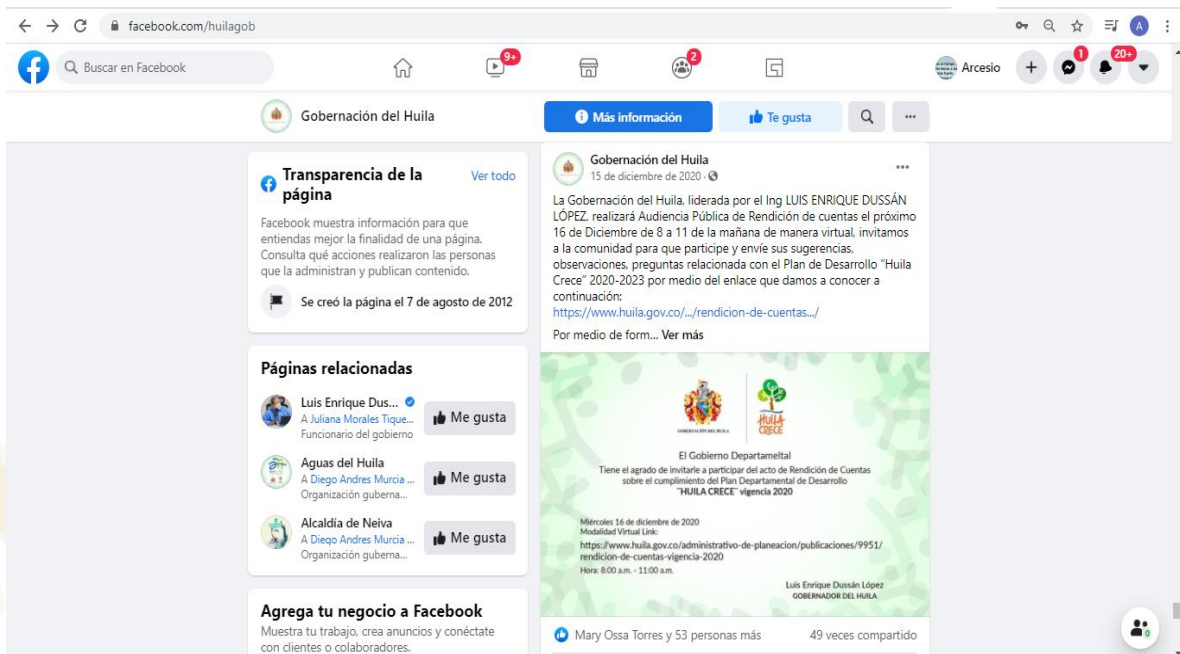 facebook.com/huilagob
A
Buscar en Facebook
9+
2
Arcesio
1
20+
Gobernación del Huila
Más información
Te gusta
Transparencia de la página
Ver todo
Facebook muestra información para que
entiendas mejor la finalidad de una página.
Consulta qué acciones realizaron las personas
que la administran y publican contenido.
Se creó la página el 7 de agosto de 2012
Páginas relacionadas
Luis Enrique Dus...
A Juliana Morales Tique...
Funcionario del gobierno
Me gusta
Aguas del Huila
A Diego Andres Murcia ...
Organización guberna...
Me gusta
Alcaldía de Neiva
A Diego Andres Murcia ...
Organización guberna...
Me gusta
Agrega tu negocio a Facebook
Muestra tu trabajo, crea anuncios y conéctate
con clientes o colaboradores.
Gobernación del Huila
15 de diciembre de 2020 ·
La Gobernación del Huila, liderada por el Ing LUIS ENRIQUE DUSSÁN
LÓPEZ, realizará Audiencia Pública de Rendición de cuentas el próximo
16 de Diciembre de 8 a 11 de la mañana de manera virtual, invitamos
a la comunidad para que participe y envíe sus sugerencias,
observaciones, preguntas relacionada con el Plan de Desarrollo "Huila
Crece" 2020-2023 por medio del enlace que damos a conocer a
continuación:
https://www.huila.gov.co/.../rendicion-de-cuentas.../
Por medio de form... Ver más
GOBERNACIÓN DEL HUILA
HUILA
CRECE
El Gobierno Departameltal
Tiene el agrado de invitarle a participar del acto de Rendición de Cuentas
sobre el cumplimiento del Plan Departamental de Desarrollo
"HUILA CRECE" vigencia 2020
Miércoles 16 de diciembre de 2020
Modalidad Virtual Link:
https://www.huila.gov.co/administrativo-de-planeacion/publicaciones/9951/
rendicion-de-cuentas-vigencia-2020
Hora: 8:00 a.m. - 11:00 a.m.
Luis Enrique Dussán López
GOBERNADOR DEL HUILA
Mary Ossa Torres y 53 personas más
49 veces compartido
0